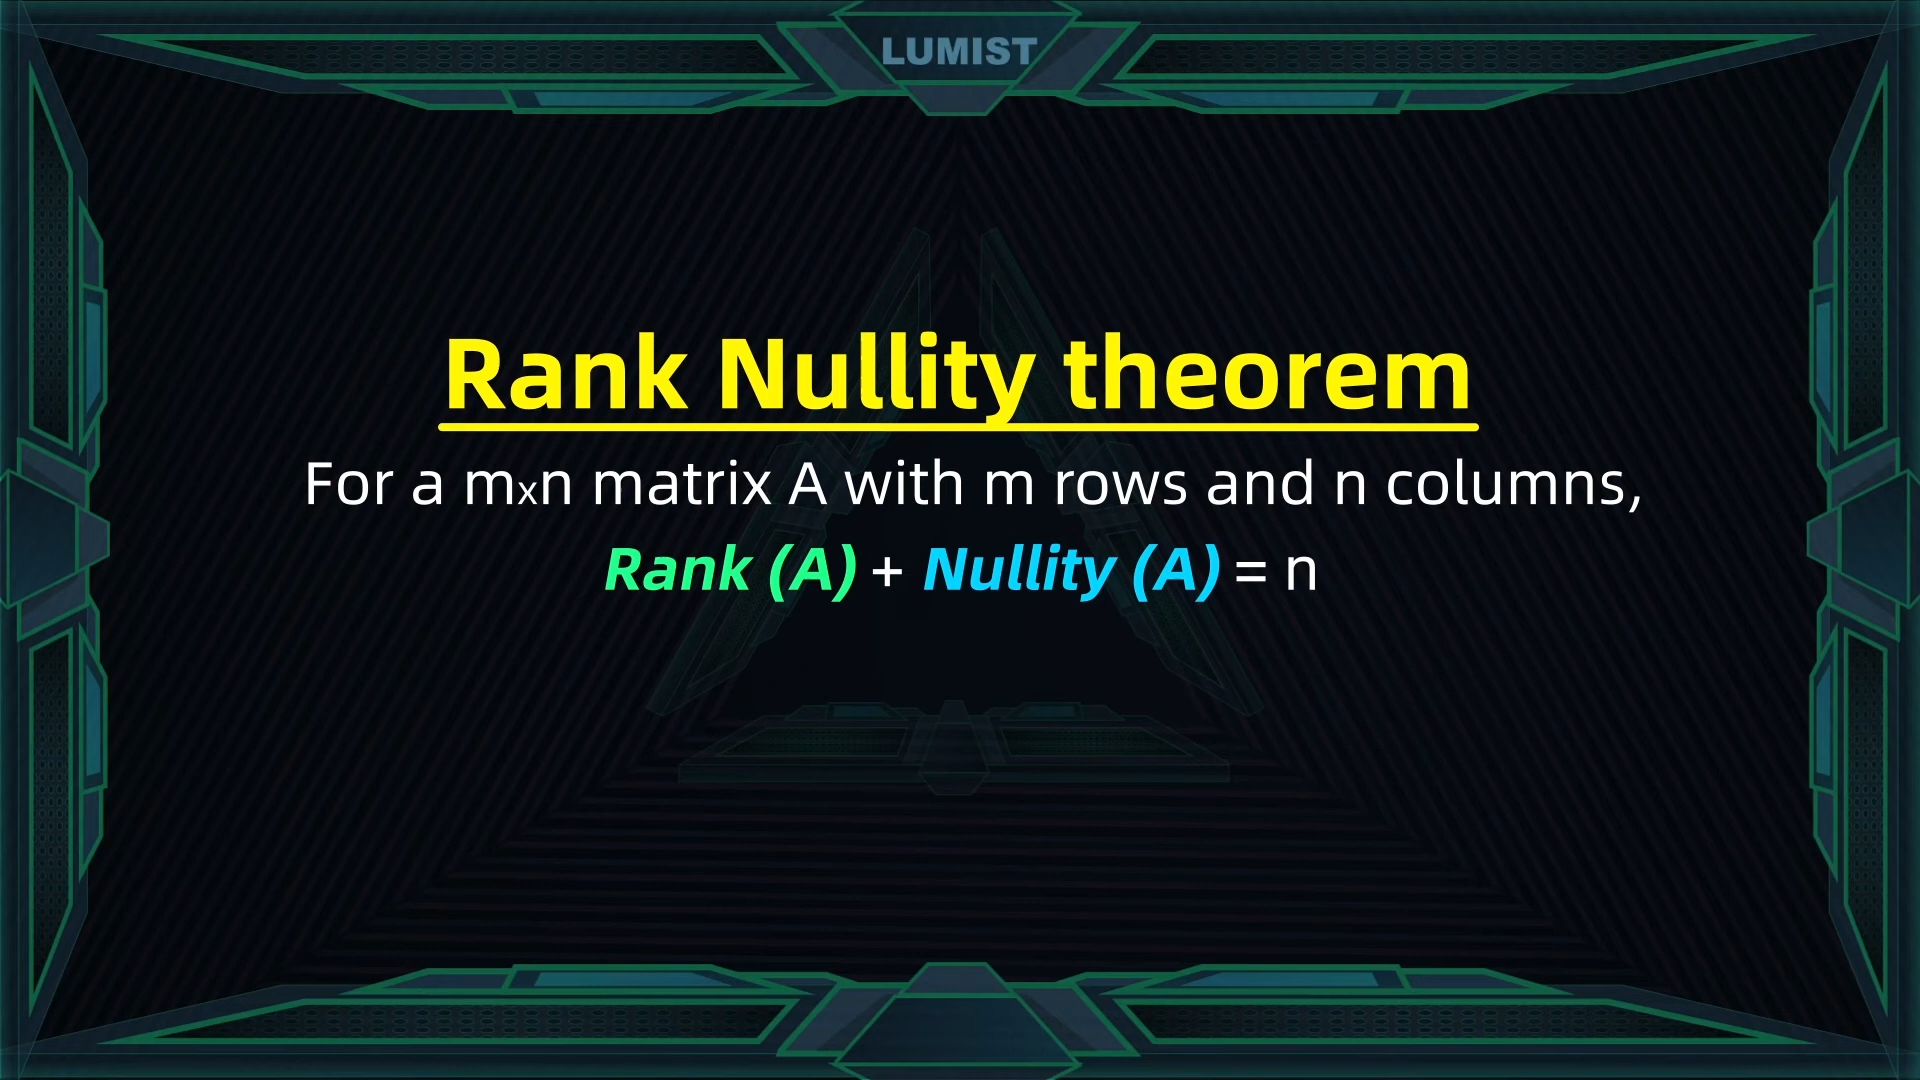 LUMIST
Rank Nullity theorem
For a mxn matrix A with m rows and n columns,
Rank (A) + Nullity (A) = n